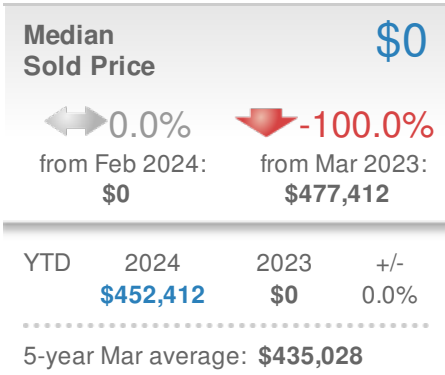 Median
Sold Price
$0
0.0%
-100.0%
from Feb 2024:
from Mar 2023:
$0
$477,412
YTD 2024 2023 +/-
$452,412 $0 0.0%
5-year Mar average: $435,028